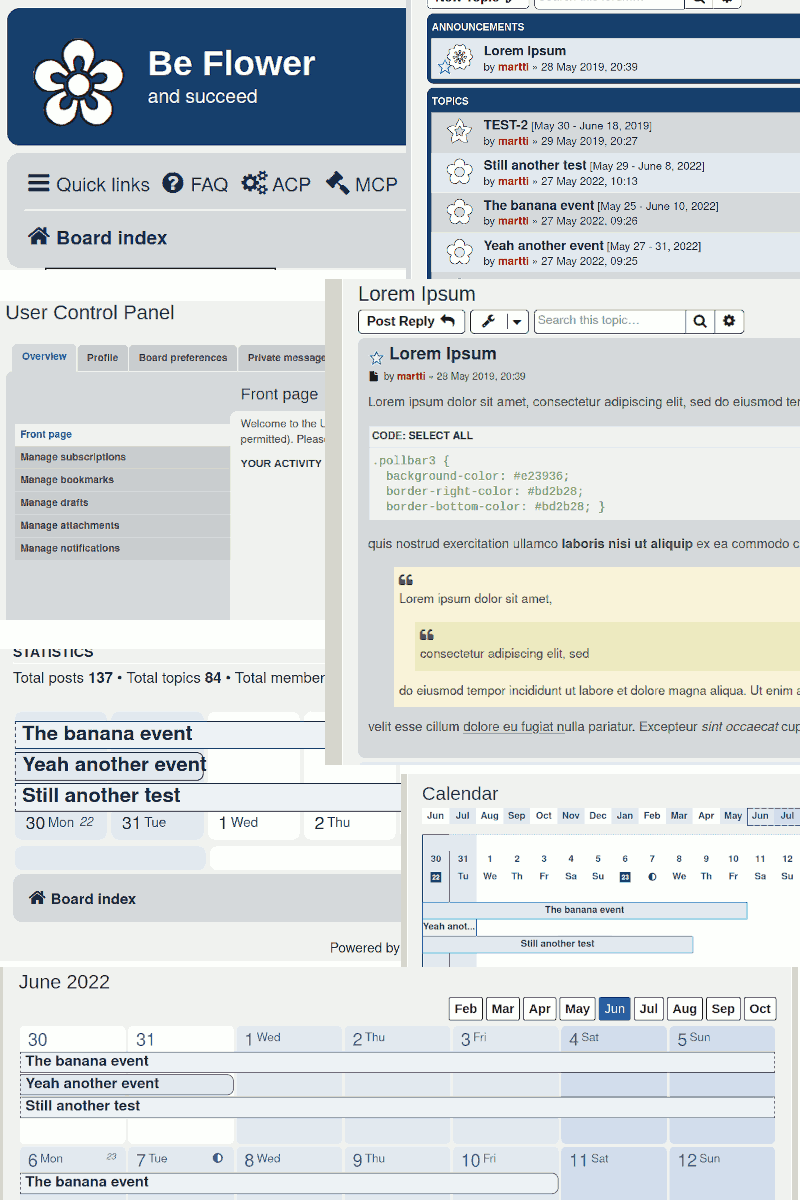 Be Flower
and succeed
Quick links FAQ ACP MCP
Board index
ANNOUNCEMENTS
Lorem Ipsum
by martti » 28 May 2019, 20:39
TOPICS
TEST-2 [May 30 - June 18, 2019]
by martti » 29 May 2019, 20:27
Still another test [May 29 - June 8, 2022]
by martti » 27 May 2022, 10:13
The banana event [May 25 - June 10, 2022]
by martti » 27 May 2022, 09:26
Yeah another event [May 27 - 31, 2022]
by martti » 27 May 2022, 09:25
User Control Panel
Overview Profile Board preferences Private message
Front page
Front page
Manage subscriptions
Manage bookmarks
Manage drafts
Manage attachments
Manage notifications
Welcome to the U
permitted). Pleas
YOUR ACTIVITY
Lorem Ipsum
Post Reply Search this topic…
Lorem Ipsum
by martti » 28 May 2019, 20:39
Lorem ipsum dolor sit amet, consectetur adipiscing elit, sed do eiusmod ter
CODE: SELECT ALL
.pollbar3 {
background-color: #e23936;
border-right-color: #bd2b28;
border-bottom-color: #bd2b28; }
quis nostrud exercitation ullamco laboris nisi ut aliquip ex ea commodo c
Lorem ipsum dolor sit amet,
consectetur adipiscing elit, sed
do eiusmod tempor incididunt ut labore et dolore magna aliqua. Ut enim a
velit esse cillum dolore eu fugiat nulla pariatur. Excepteur sint occaecat cup
STATISTICS
Total posts 137 • Total topics 84 • Total member
The banana event
Yeah another event
Still another test
30 Mon 22 31 Tue 1 Wed 2 Thu
Board index
Powered by
Calendar
Jun Jul Aug Sep Oct Nov Dec Jan Feb Mar Apr May Jun Jul
30 31 1 2 3 4 5 6 7 8 9 10 11 12
22 Tu We Th Fr Sa Su 23 We Th Fr Sa Su
The banana event
Yeah anot...
Still another test
June 2022
Feb Mar Apr May Jun Jul Aug Sep Oct
30 31 1 Wed 2 Thu 3 Fri 4 Sat 5 Sun
The banana event
Yeah another event
Still another test
6 Mon 23 7 Tue 8 Wed 9 Thu 10 Fri 11 Sat 12 Sun
The banana event